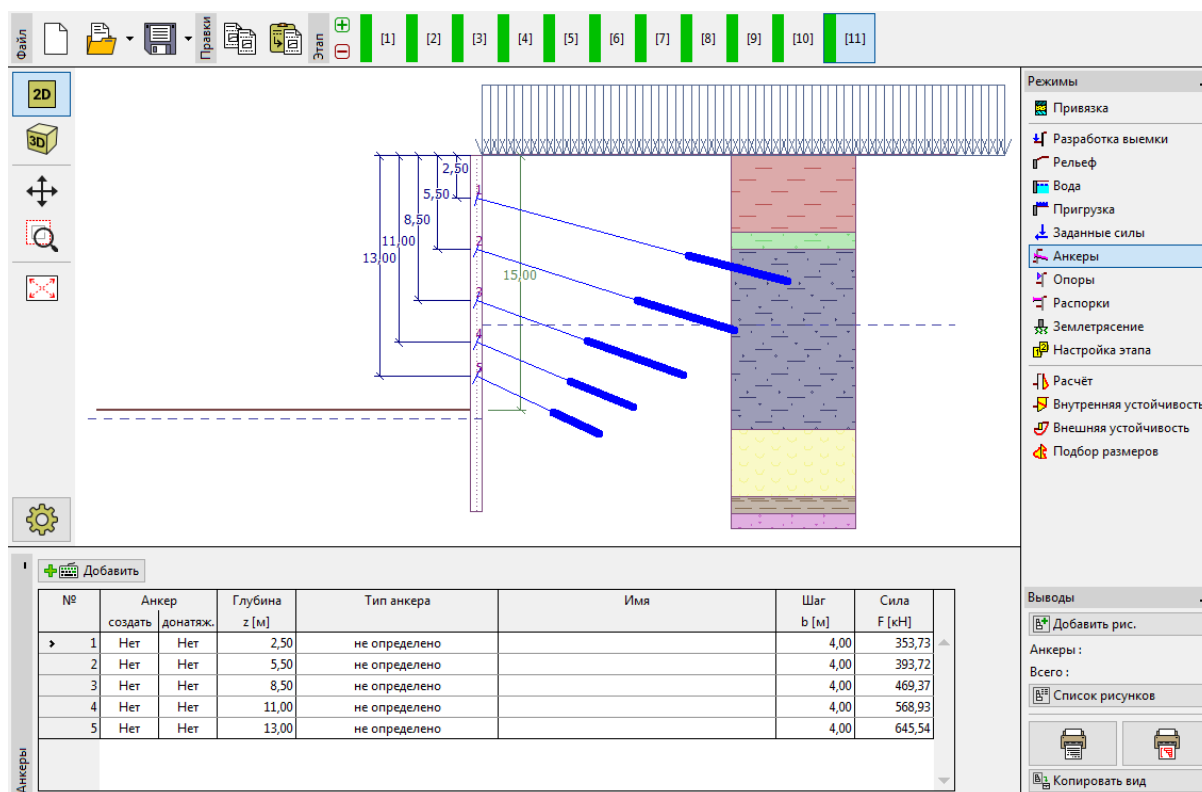 Файл
Правки
Этап
[1] [2] [3] [4] [5] [6] [7] [8] [9] [10] [11]
2D
3D
2,50
5,50
8,50
11,00
13,00
15,00
1
2
3
4
5
Режимы
Привязка
Разработка выемки
Рельеф
Вода
Пригрузка
Заданные силы
Анкеры
Опоры
Распорки
Землетрясение
Настройка этапа
Расчёт
Внутренняя устойчивость
Внешняя устойчивость
Подбор размеров
Анкеры
Добавить
№ Анкер Глубина Тип анкера Имя Шаг Сила
создать донатяж. z [м] b [м] F [кН]
1 Нет Нет 2,50 не определено 4,00 353,73
2 Нет Нет 5,50 не определено 4,00 393,72
3 Нет Нет 8,50 не определено 4,00 469,37
4 Нет Нет 11,00 не определено 4,00 568,93
5 Нет Нет 13,00 не определено 4,00 645,54
Выводы
Добавить рис.
Анкеры :
Всего :
Список рисунков
Копировать вид